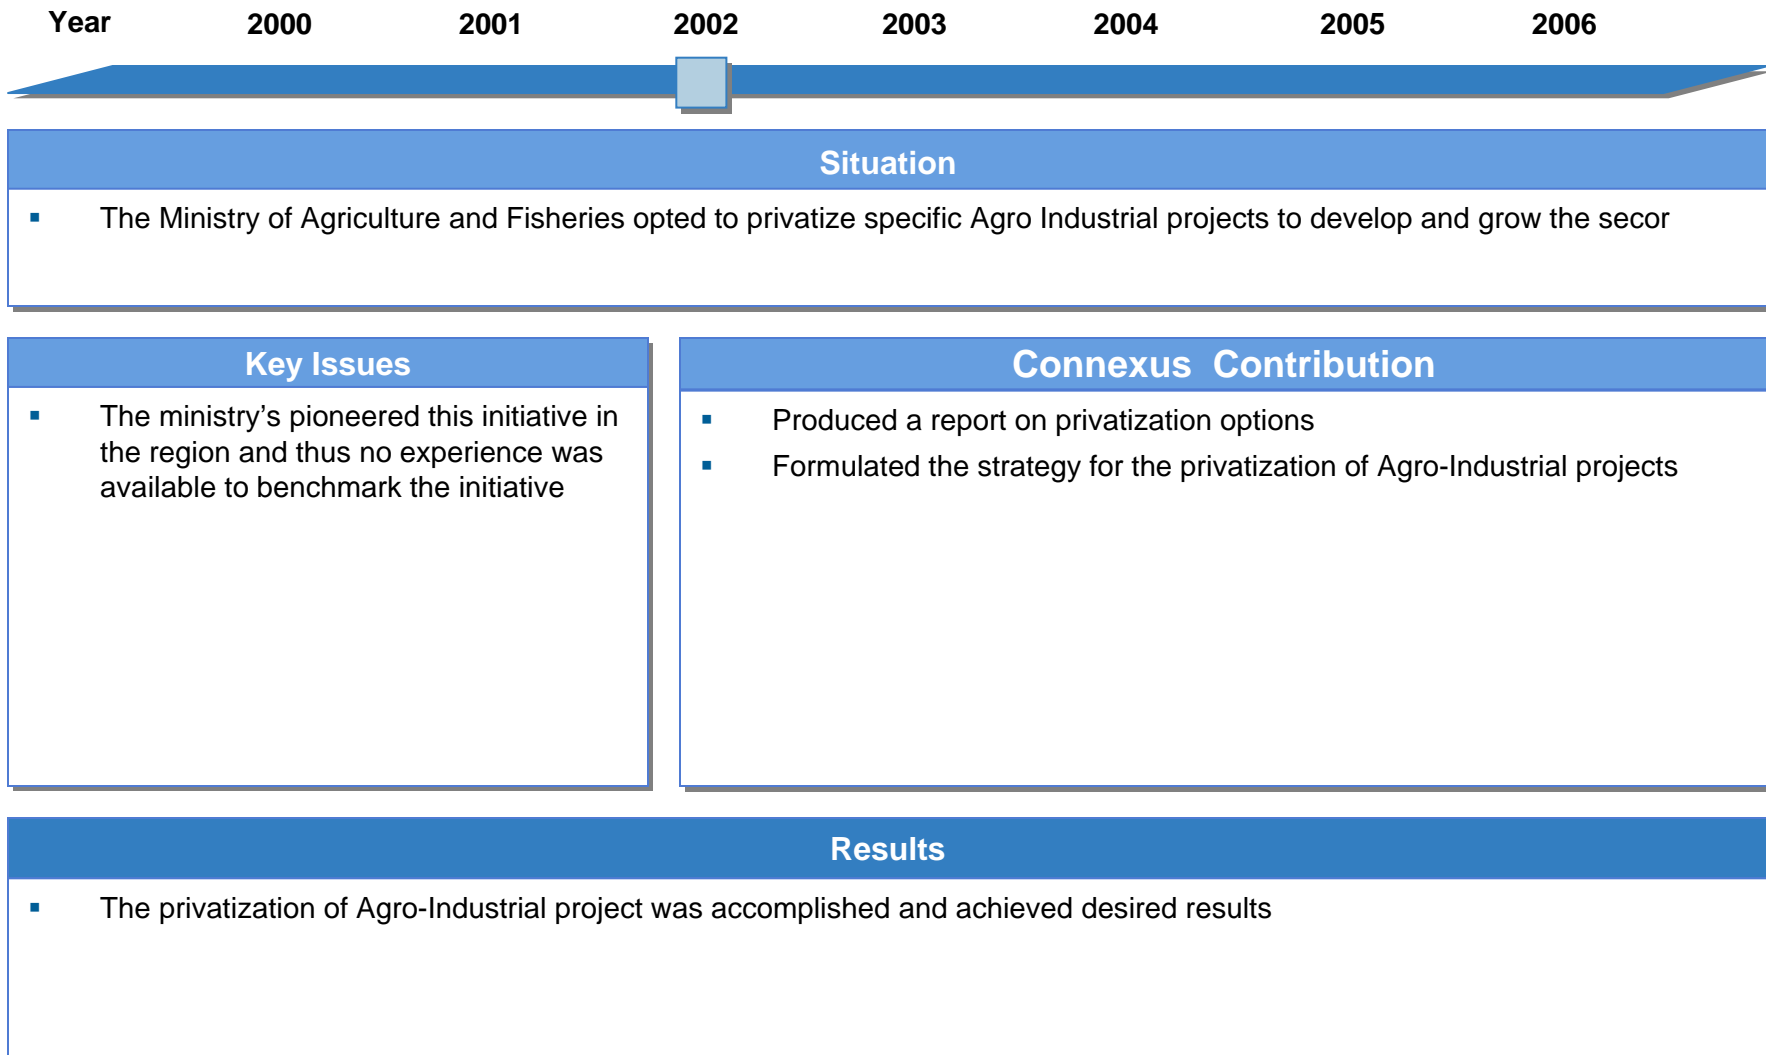 Year 2000 2001 2002 2003 2004 2005 2006
Situation
▪ The Ministry of Agriculture and Fisheries opted to privatize specific Agro Industrial projects to develop and grow the secor
Key Issues
▪ The ministry’s pioneered this initiative in
the region and thus no experience was
available to benchmark the initiative
Connexus Contribution
▪ Produced a report on privatization options
▪ Formulated the strategy for the privatization of Agro-Industrial projects
Results
▪ The privatization of Agro-Industrial project was accomplished and achieved desired results